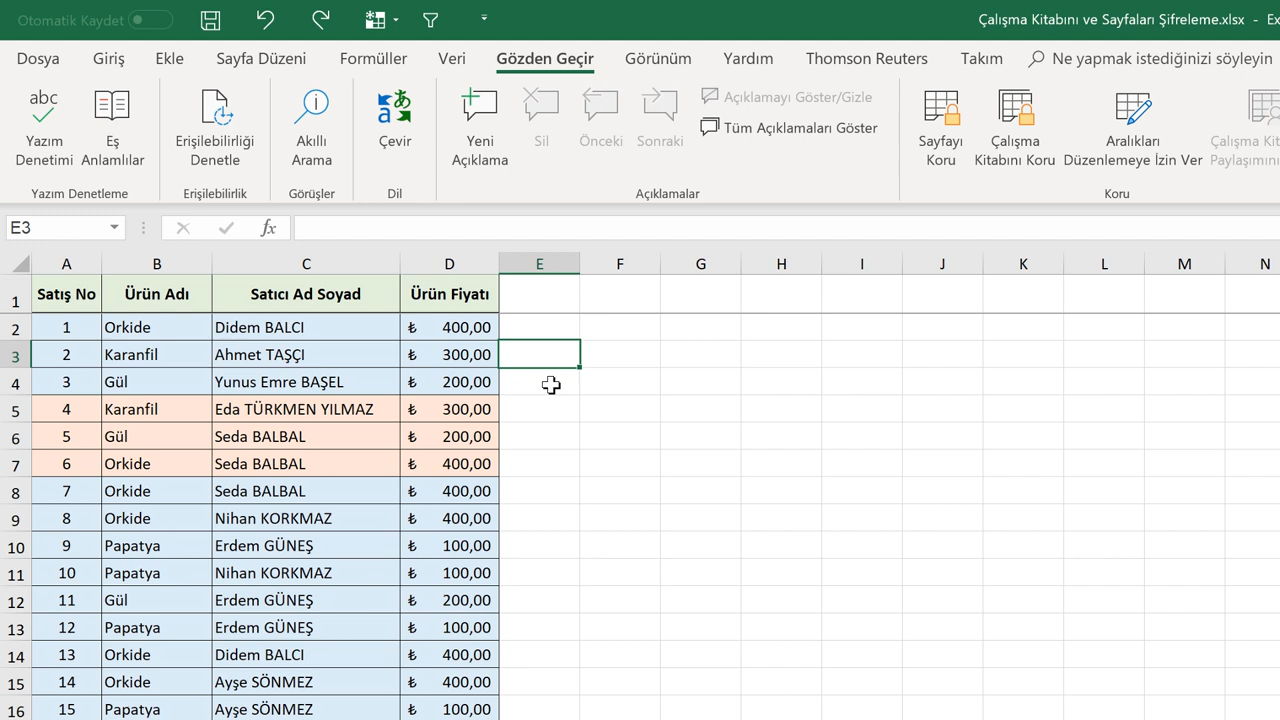 Otomatik Kaydet
Çalışma Kitabını ve Sayfaları Şifreleme.xlsx - Ex
Dosya Giriş Ekle Sayfa Düzeni Formüller Veri Gözden Geçir Görünüm Yardım Thomson Reuters Takım Ne yapmak istediğinizi söyleyin
abc
Yazım Denetimi
Eş Anlamlılar
Erişilebilirliği Denetle
Akıllı Arama
Çevir
Yeni Açıklama
Sil
Önceki
Sonraki
Açıklamayı Göster/Gizle
Tüm Açıklamaları Göster
Sayfayı Koru
Çalışma Kitabını Koru
Aralıkları Düzenlemeye İzin Ver
Çalışma Kit
Paylaşımın
Yazım Denetleme Erişilebilirlik Görüşler Dil Açıklamalar Koru
E3 fx
A B C D E F G H I J K L M N
1 Satış No Ürün Adı Satıcı Ad Soyad Ürün Fiyatı
2 1 Orkide Didem BALCI ₺ 400,00
3 2 Karanfil Ahmet TAŞÇI ₺ 300,00
4 3 Gül Yunus Emre BAŞEL ₺ 200,00
5 4 Karanfil Eda TÜRKMEN YILMAZ ₺ 300,00
6 5 Gül Seda BALBAL ₺ 200,00
7 6 Orkide Seda BALBAL ₺ 400,00
8 7 Orkide Seda BALBAL ₺ 400,00
9 8 Orkide Nihan KORKMAZ ₺ 400,00
10 9 Papatya Erdem GÜNEŞ ₺ 100,00
11 10 Papatya Nihan KORKMAZ ₺ 100,00
12 11 Gül Erdem GÜNEŞ ₺ 200,00
13 12 Papatya Erdem GÜNEŞ ₺ 100,00
14 13 Orkide Didem BALCI ₺ 400,00
15 14 Orkide Ayşe SÖNMEZ ₺ 400,00
16 15 Papatya Ayşe SÖNMEZ ₺ 100,00